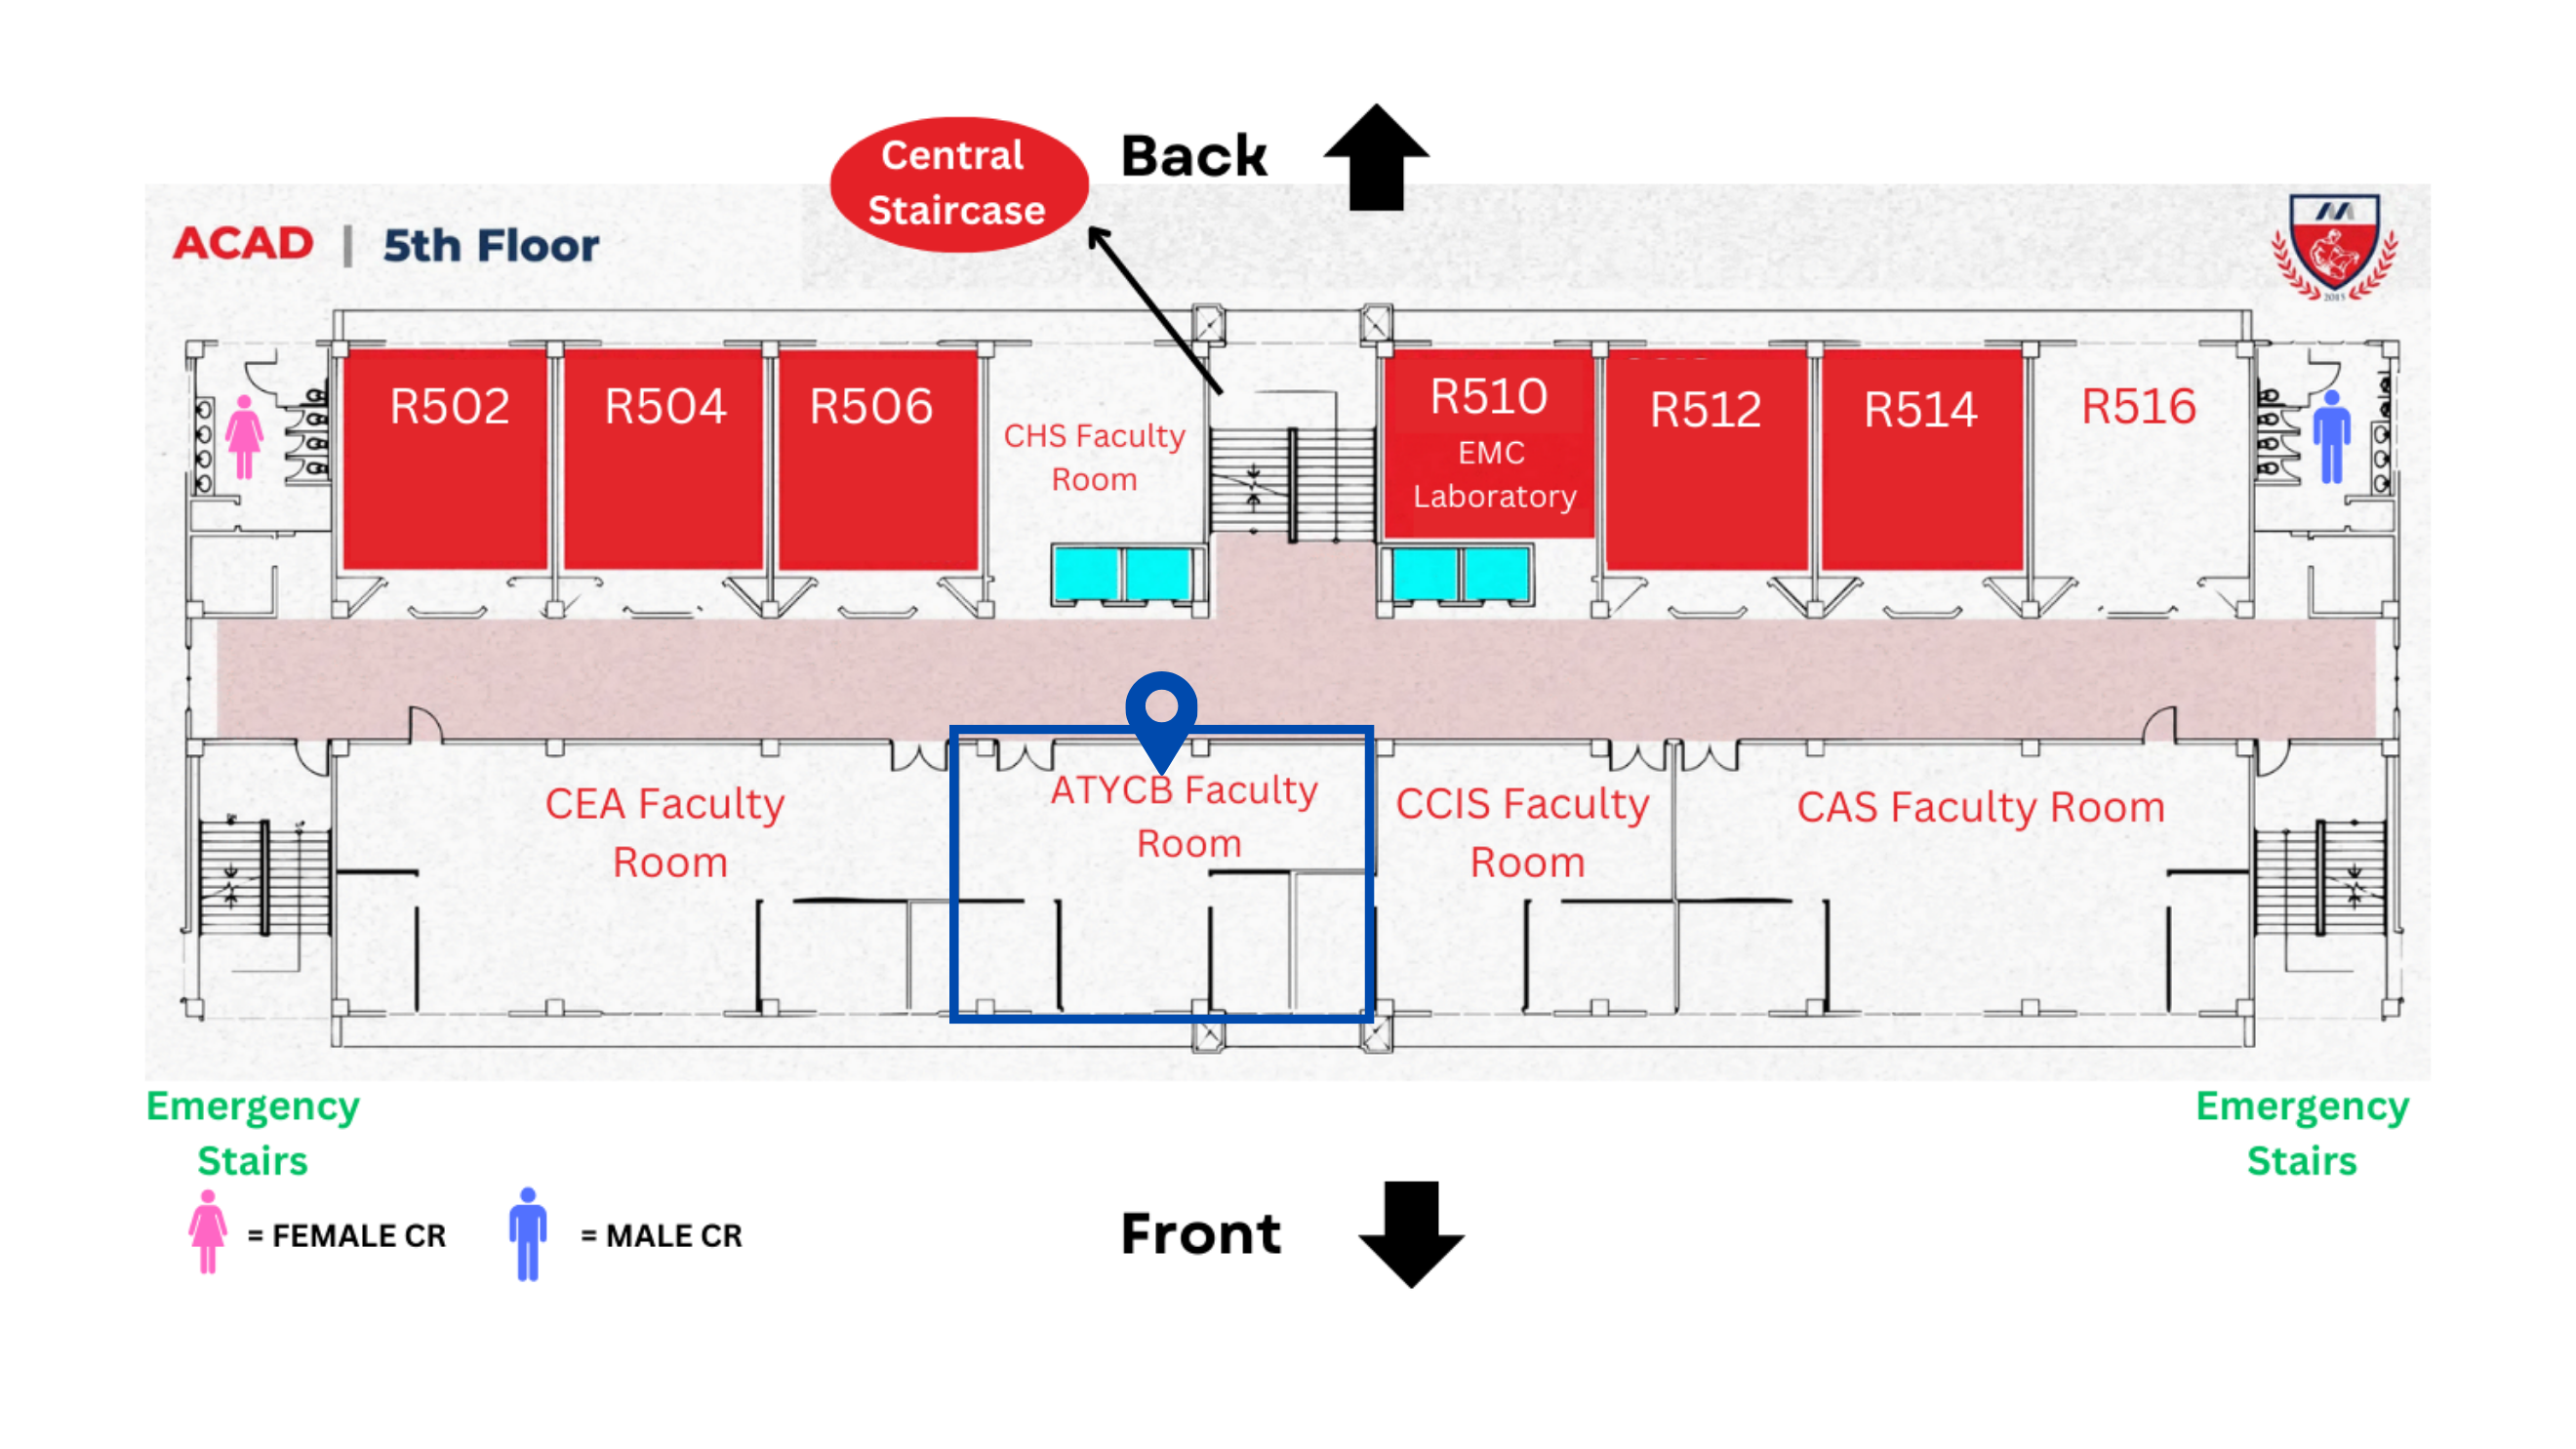 Central
Staircase
Back
ACAD | 5th Floor
2015
R502
R504
R506
CHS Faculty
Room
R510
EMC
Laboratory
R512
R514
R516
CEA Faculty
Room
ATYCB Faculty
Room
CCIS Faculty
Room
CAS Faculty Room
Emergency
Stairs
Emergency
Stairs
= FEMALE CR
= MALE CR
Front